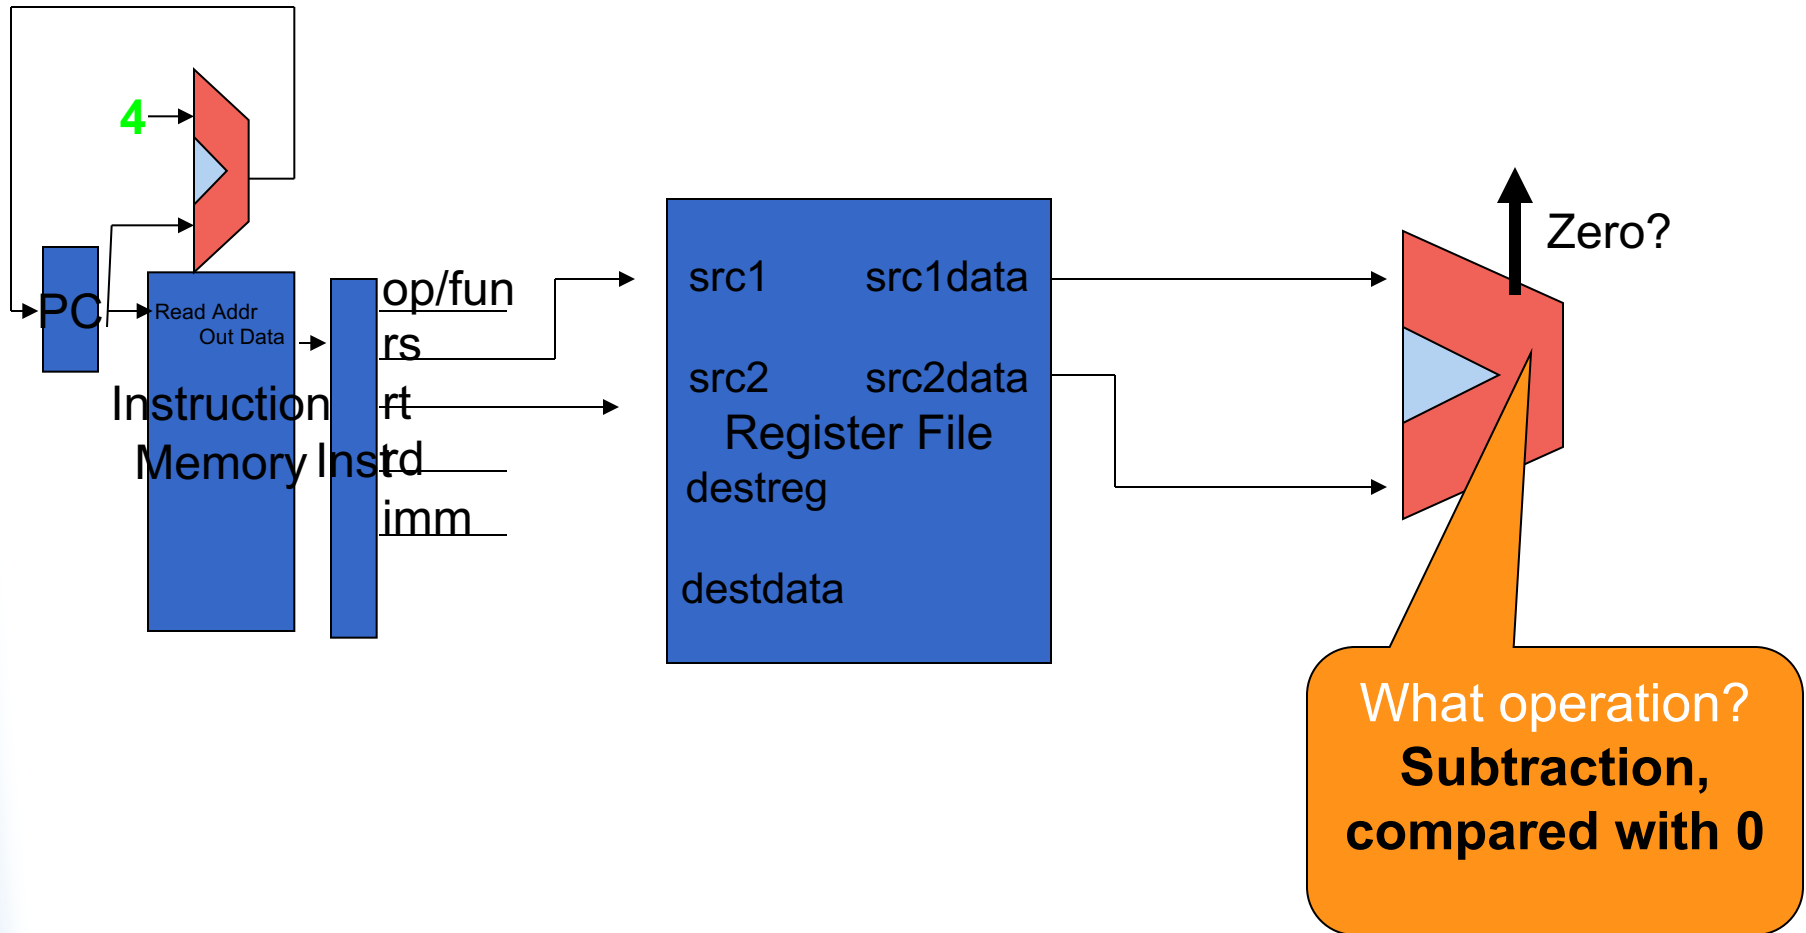 4
PC
Read Addr
Out Data
Instruction
Memory
Inst
op/fun
rs
rt
rd
imm
src1 src1data
src2 src2data
Register File
destreg
destdata
Zero?
What operation?
Subtraction,
compared with 0